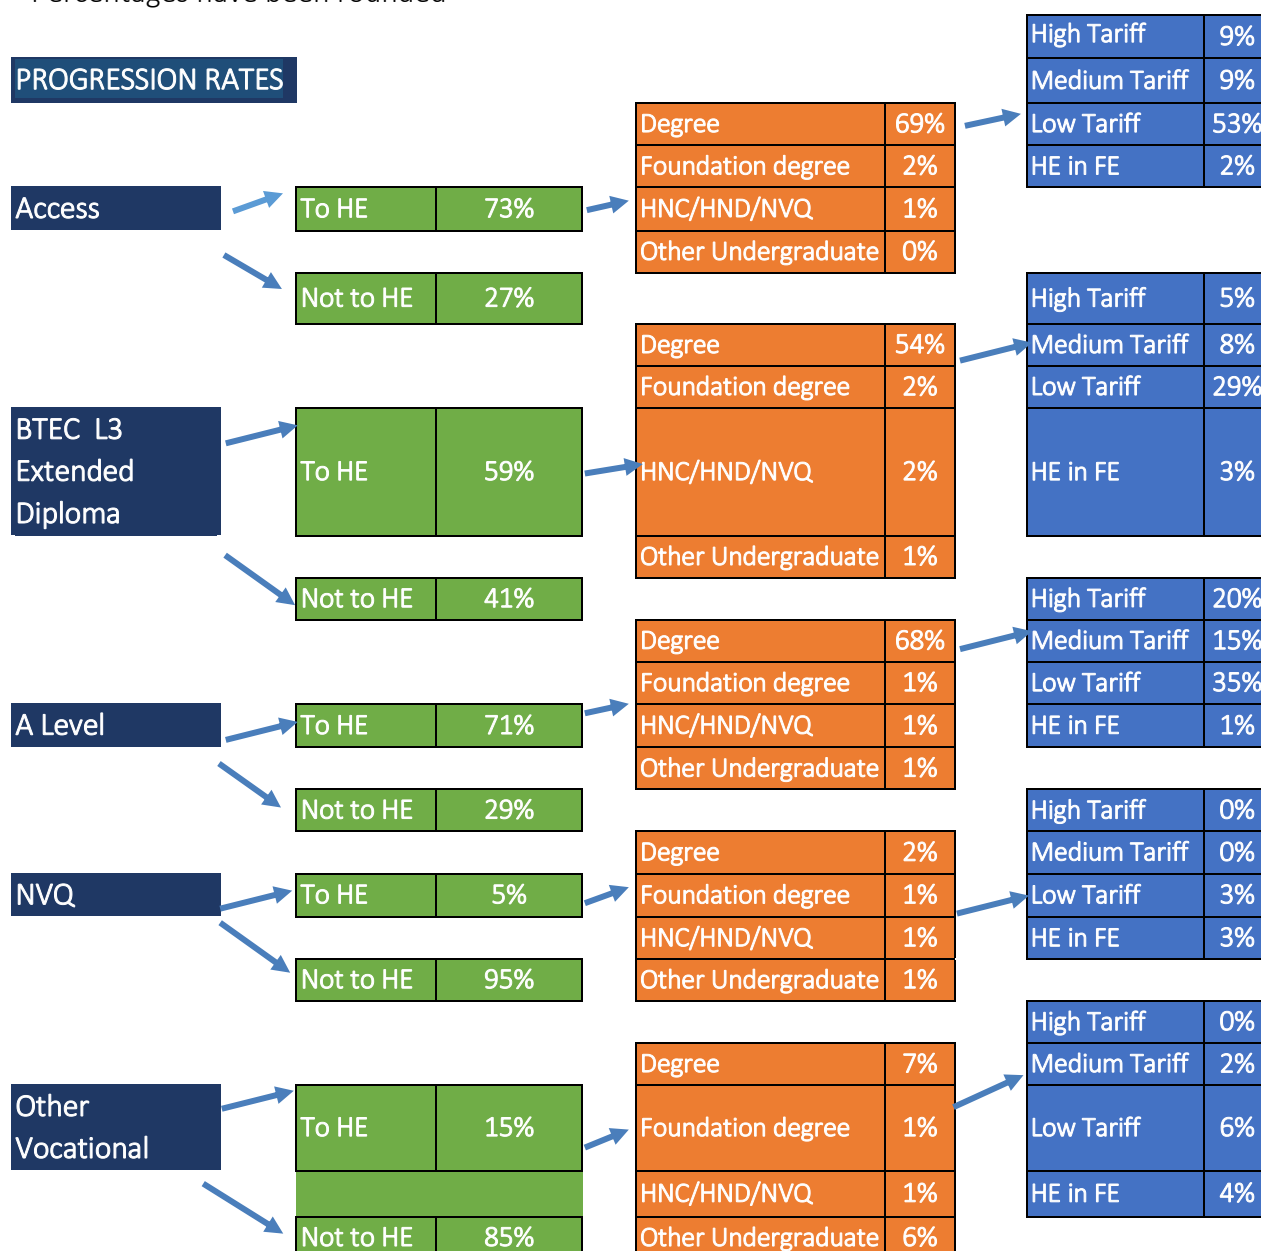 Percentages have been rounded
PROGRESSION RATES
High Tariff 9%
Medium Tariff 9%
Degree 69%
Low Tariff 53%
Foundation degree 2%
HE in FE 2%
Access
To HE 73%
HNC/HND/NVQ 1%
Other Undergraduate 0%
Not to HE 27%
High Tariff 5%
Degree 54%
Medium Tariff 8%
Foundation degree 2%
Low Tariff 29%
BTEC L3
Extended
Diploma
To HE 59%
HNC/HND/NVQ 2%
HE in FE 3%
Other Undergraduate 1%
Not to HE 41%
High Tariff 20%
Degree 68%
Medium Tariff 15%
Foundation degree 1%
Low Tariff 35%
A Level
To HE 71%
HNC/HND/NVQ 1%
HE in FE 1%
Other Undergraduate 1%
Not to HE 29%
High Tariff 0%
Degree 2%
Medium Tariff 0%
NVQ
To HE 5%
Foundation degree 1%
Low Tariff 3%
HNC/HND/NVQ 1%
HE in FE 3%
Not to HE 95%
Other Undergraduate 1%
High Tariff 0%
Degree 7%
Medium Tariff 2%
Other
Vocational
To HE 15%
Foundation degree 1%
Low Tariff 6%
HNC/HND/NVQ 1%
HE in FE 4%
Not to HE 85%
Other Undergraduate 6%